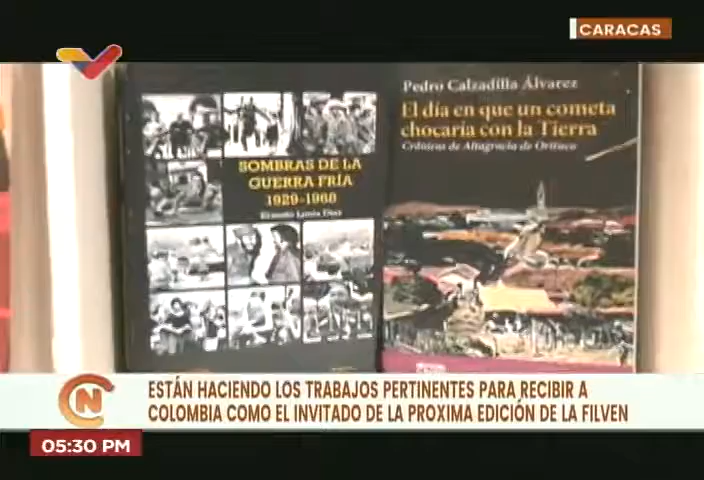 CARACAS
Pedro Calzadilla Álvarez
El día en que un cometa
chocaría con la Tierra
Crónicas de Altagracia de Orituco
SOMBRAS DE LA
GUERRA FRÍA
1929-1968
ESTÁN HACIENDO LOS TRABAJOS PERTINENTES PARA RECIBIR A
COLOMBIA COMO EL INVITADO DE LA PROXIMA EDICIÓN DE LA FILVEN
CN
05:30 PM